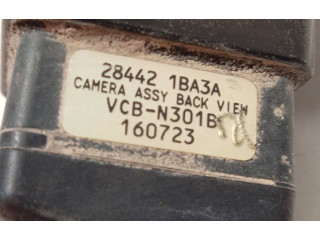 28442 1BA3A
CAMERA ASSY BACK VIEW
VCB-N301B
160723